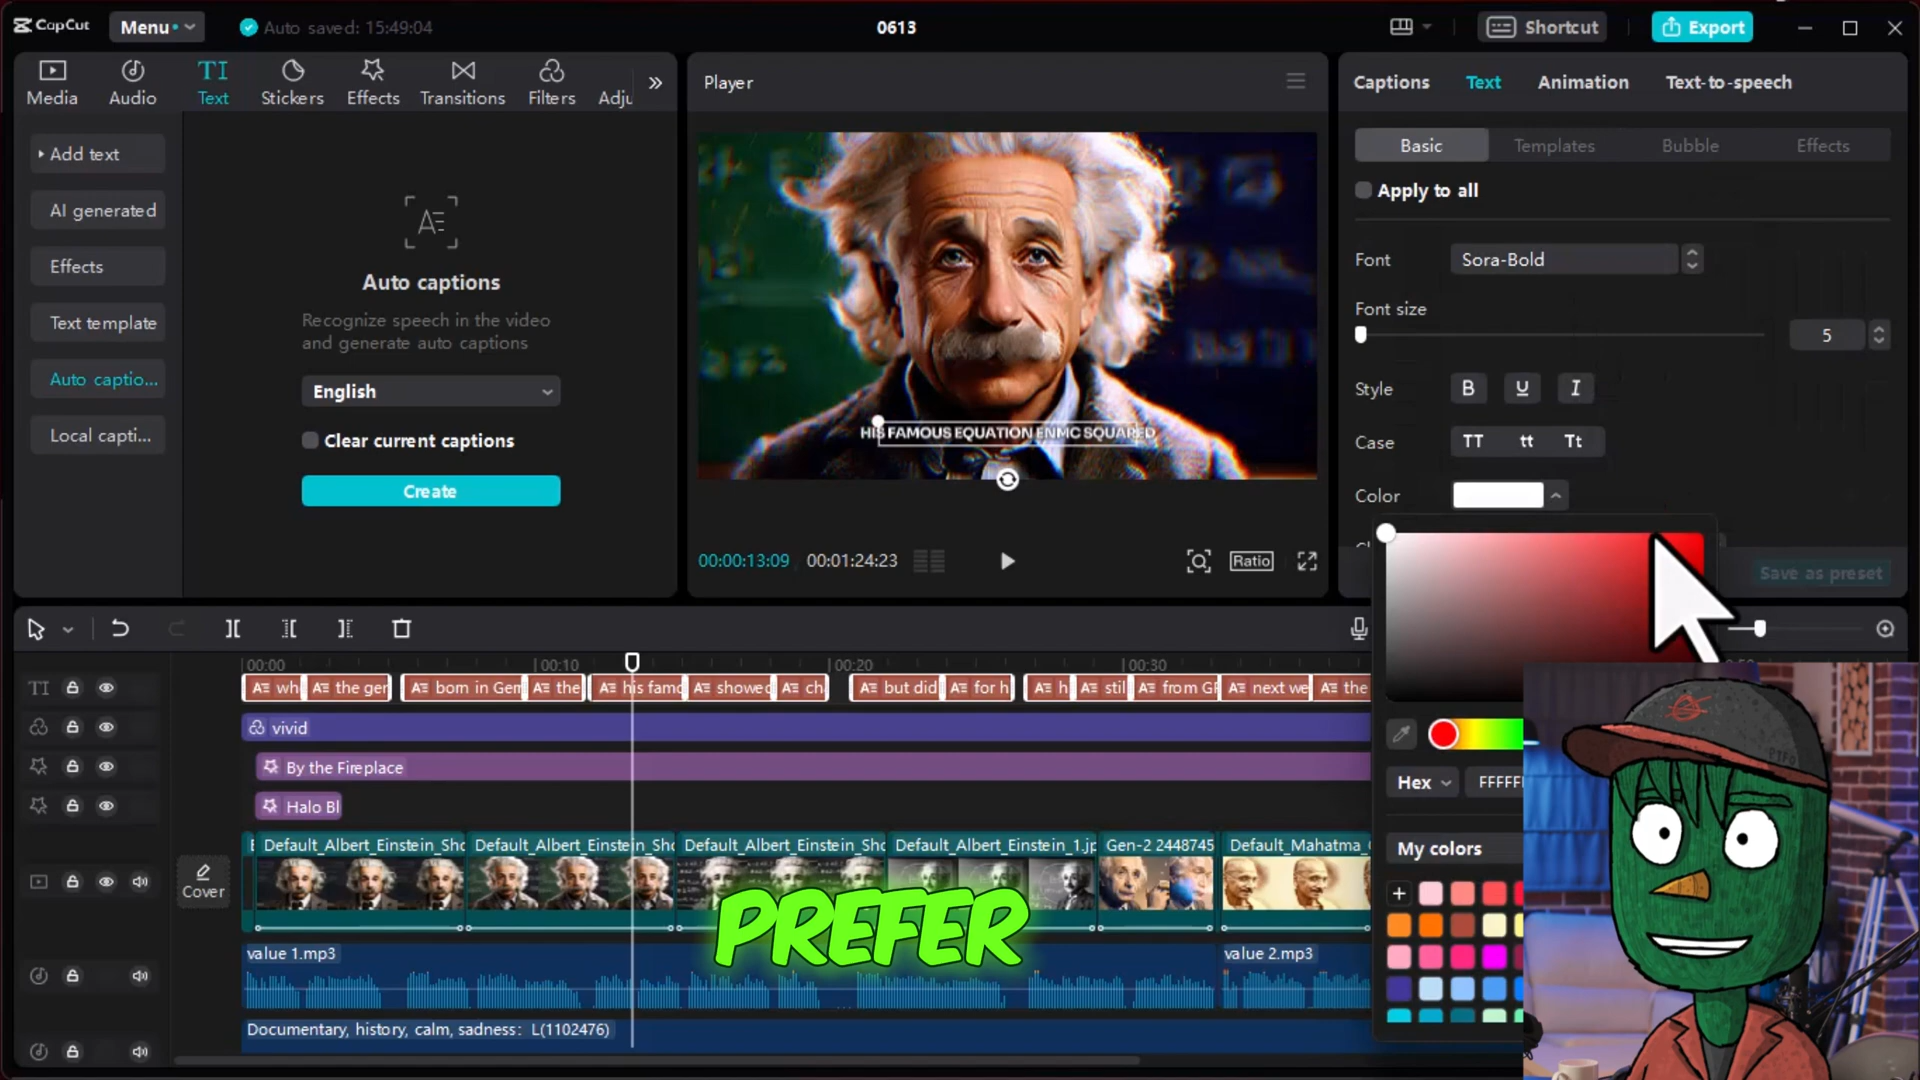 CapCut
Menu
Auto saved: 15:49:04
0613
Shortcut
Export
Media
Audio
TI
Text
Stickers
Effects
Transitions
Filters
Adju
Player
Captions
Text
Animation
Text-to-speech
Add text
AI generated
Effects
Text template
Auto captio...
Local capti...
Auto captions
Recognize speech in the video
and generate auto captions
English
Clear current captions
Create
HIS FAMOUS EQUATION ENMC SQUARED
00:00:13:09
00:01:24:23
Ratio
Basic
Templates
Bubble
Effects
Apply to all
Font
Sora-Bold
Font size
5
Style
B
U
I
Case
TT
tt
Tt
Color
Save as preset
Hex
FFFFF
My colors
00:00
00:10
00:20
00:30
TI
wh
the ger
born in Gern
the
his famo
showed
ch
but did
for h
h
stil
from GF
next we
the
vivid
By the Fireplace
Halo Bl
Cover
Default_Albert_Einstein_Sho
Default_Albert_Einstein_Sho
Default_Albert_Einstein_Sho
Default_Albert_Einstein_1.jp
Gen-2 2448745
Default_Mahatma_
PREFER
value 1.mp3
value 2.mp3
Documentary, history, calm, sadness: L(1102476)